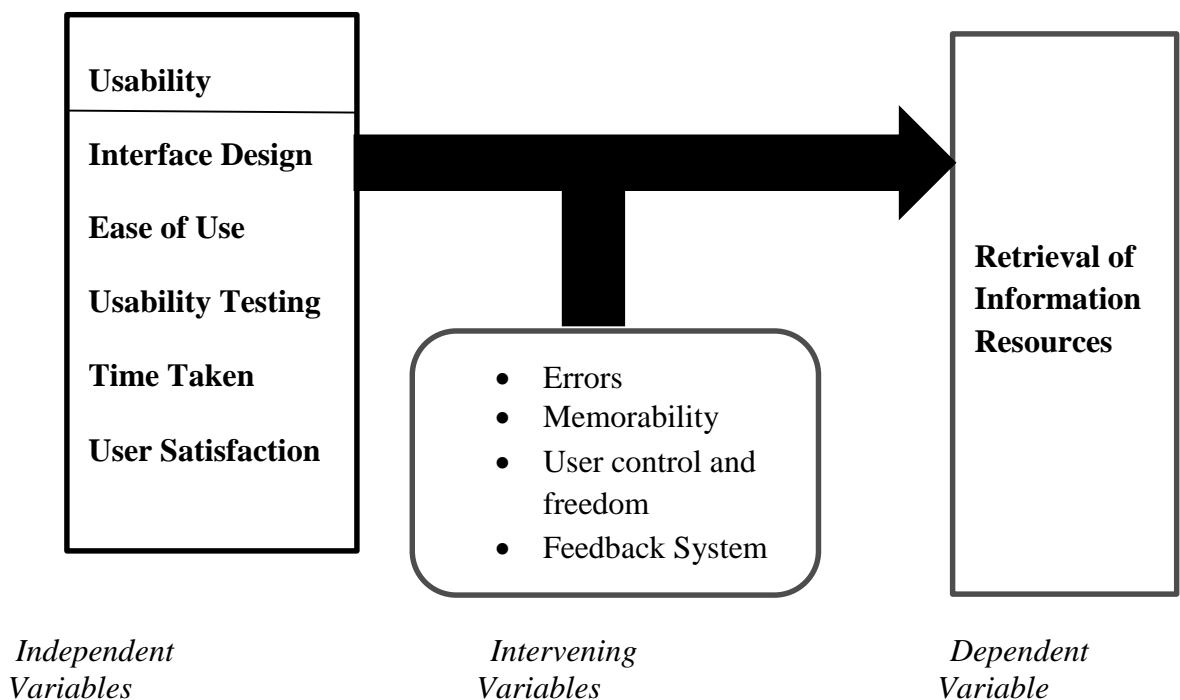 Usability
Interface Design
Ease of Use
Usability Testing
Time Taken
User Satisfaction
• Errors
• Memorability
• User control and
freedom
• Feedback System
Retrieval of
Information
Resources
Independent
Variables
Intervening
Variables
Dependent
Variable